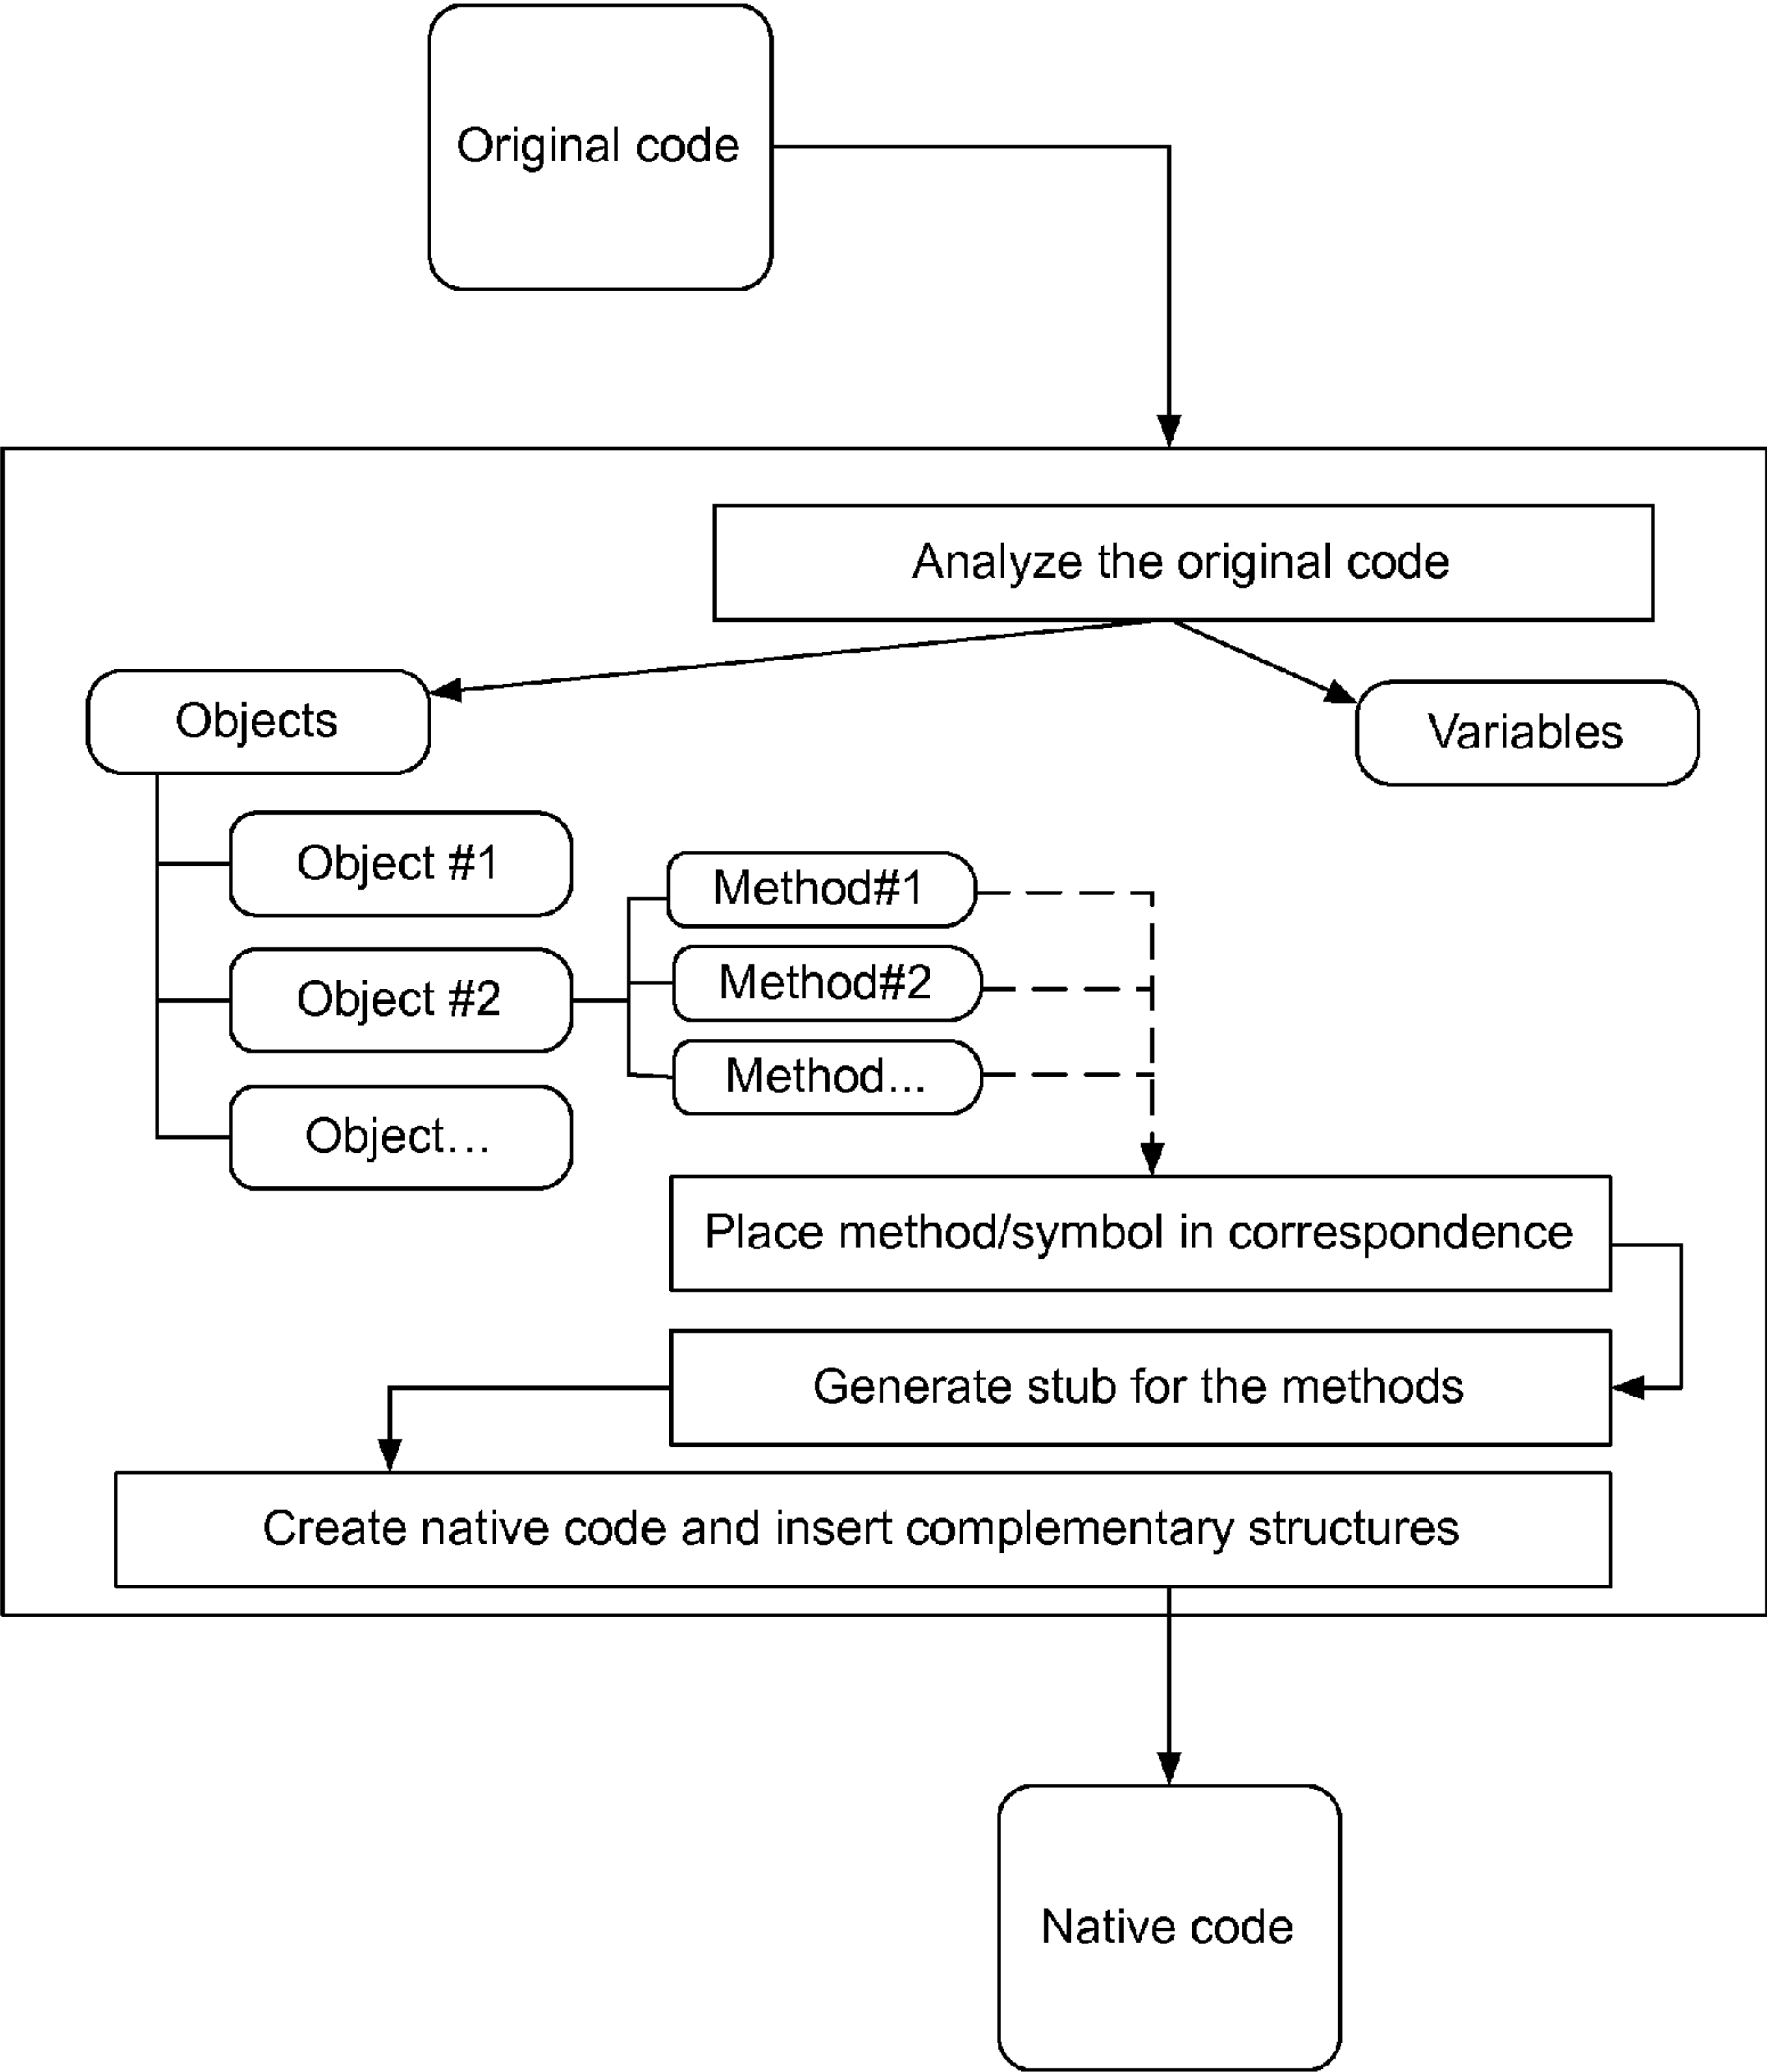 Original code
Analyze the original code
Objects
Variables
Object #1
Object #2
Object...
Method#1
Method#2
Method...
Place method/symbol in correspondence
Generate stub for the methods
Create native code and insert complementary structures
Native code